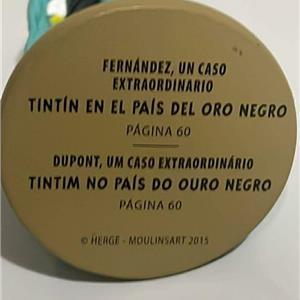 FERNÁNDEZ, UN CASO
EXTRAORDINARIO
TINTÍN EN EL PAÍS DEL ORO NEGRO
PÁGINA 60
DUPONT, UM CASO EXTRAORDINÁRIO
TINTIM NO PAÍS DO OURO NEGRO
PÁGINA 60
© HERGE - MOULINSART 2015